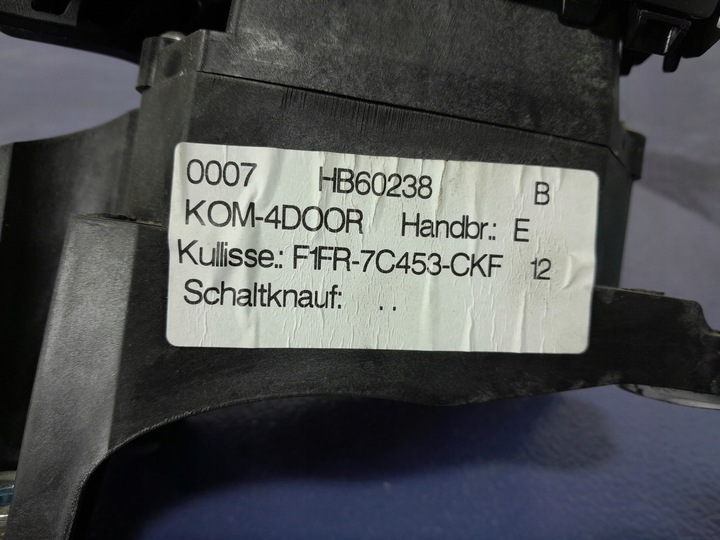 0007 HB60238 B
KOM-4DOOR Handbr.: E
Kullisse.: F1FR-7C453-CKF 12
Schaltknauf: . .